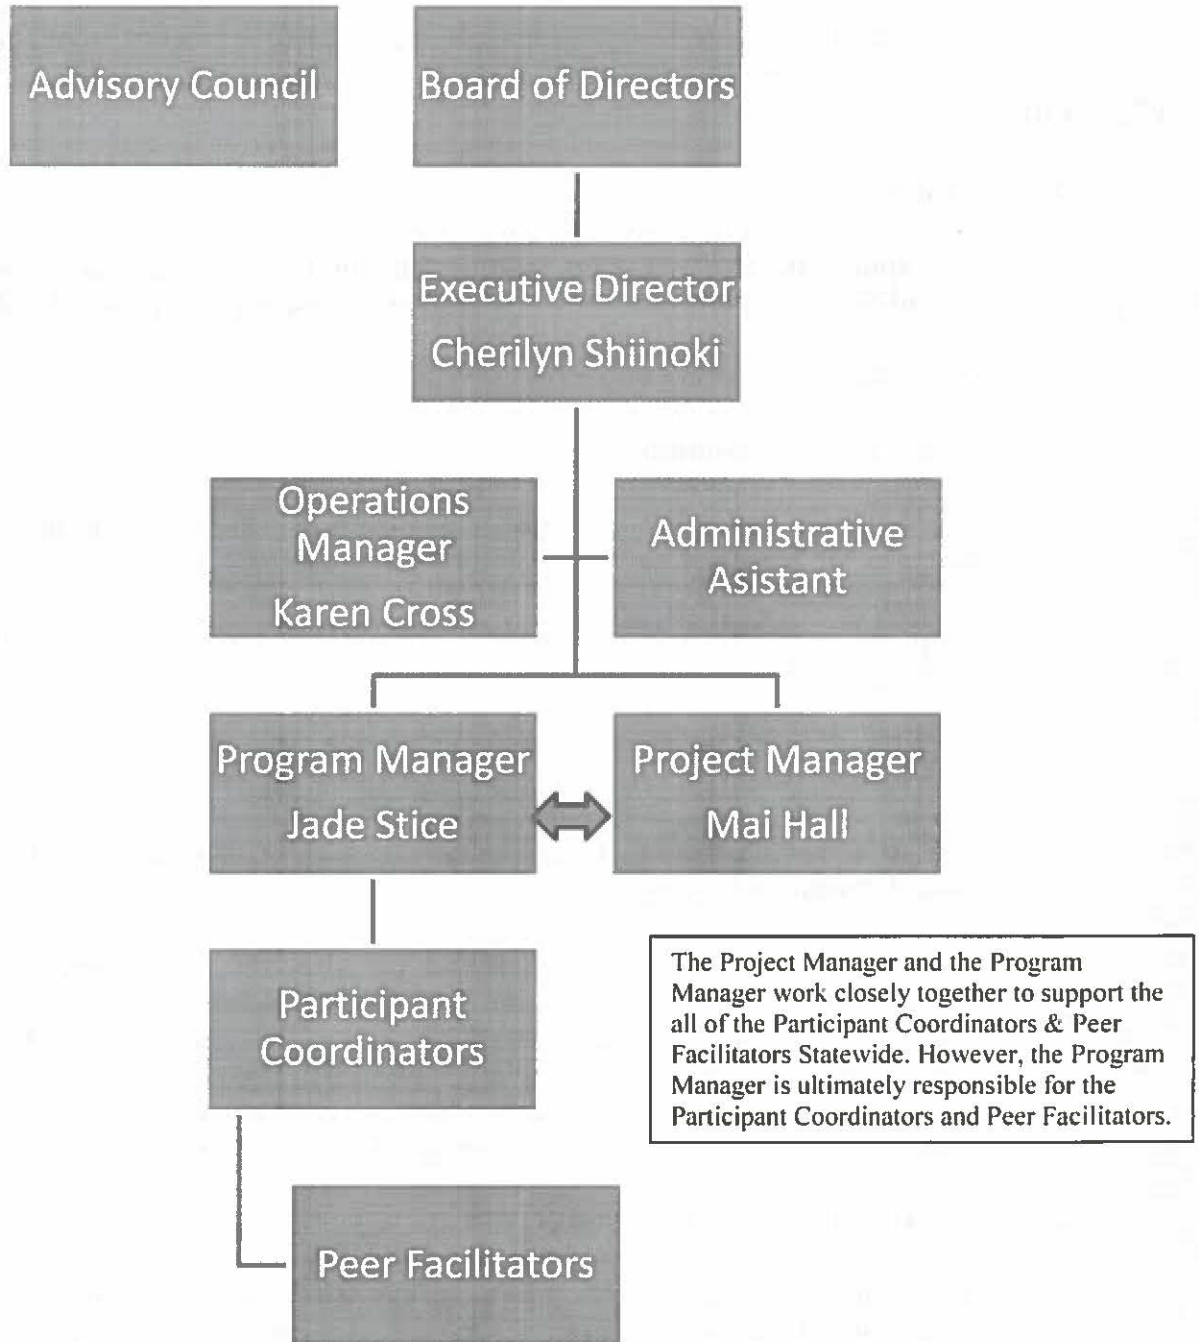 Advisory Council
Board of Directors
Executive Director
Cherilyn Shiinoki
Operations
Manager
Karen Cross
Administrative
Asistant
Program Manager
Jade Stice
Project Manager
Mai Hall
Participant
Coordinators
The Project Manager and the Program
Manager work closely together to support the
all of the Participant Coordinators & Peer
Facilitators Statewide. However, the Program
Manager is ultimately responsible for the
Participant Coordinators and Peer Facilitators.
Peer Facilitators